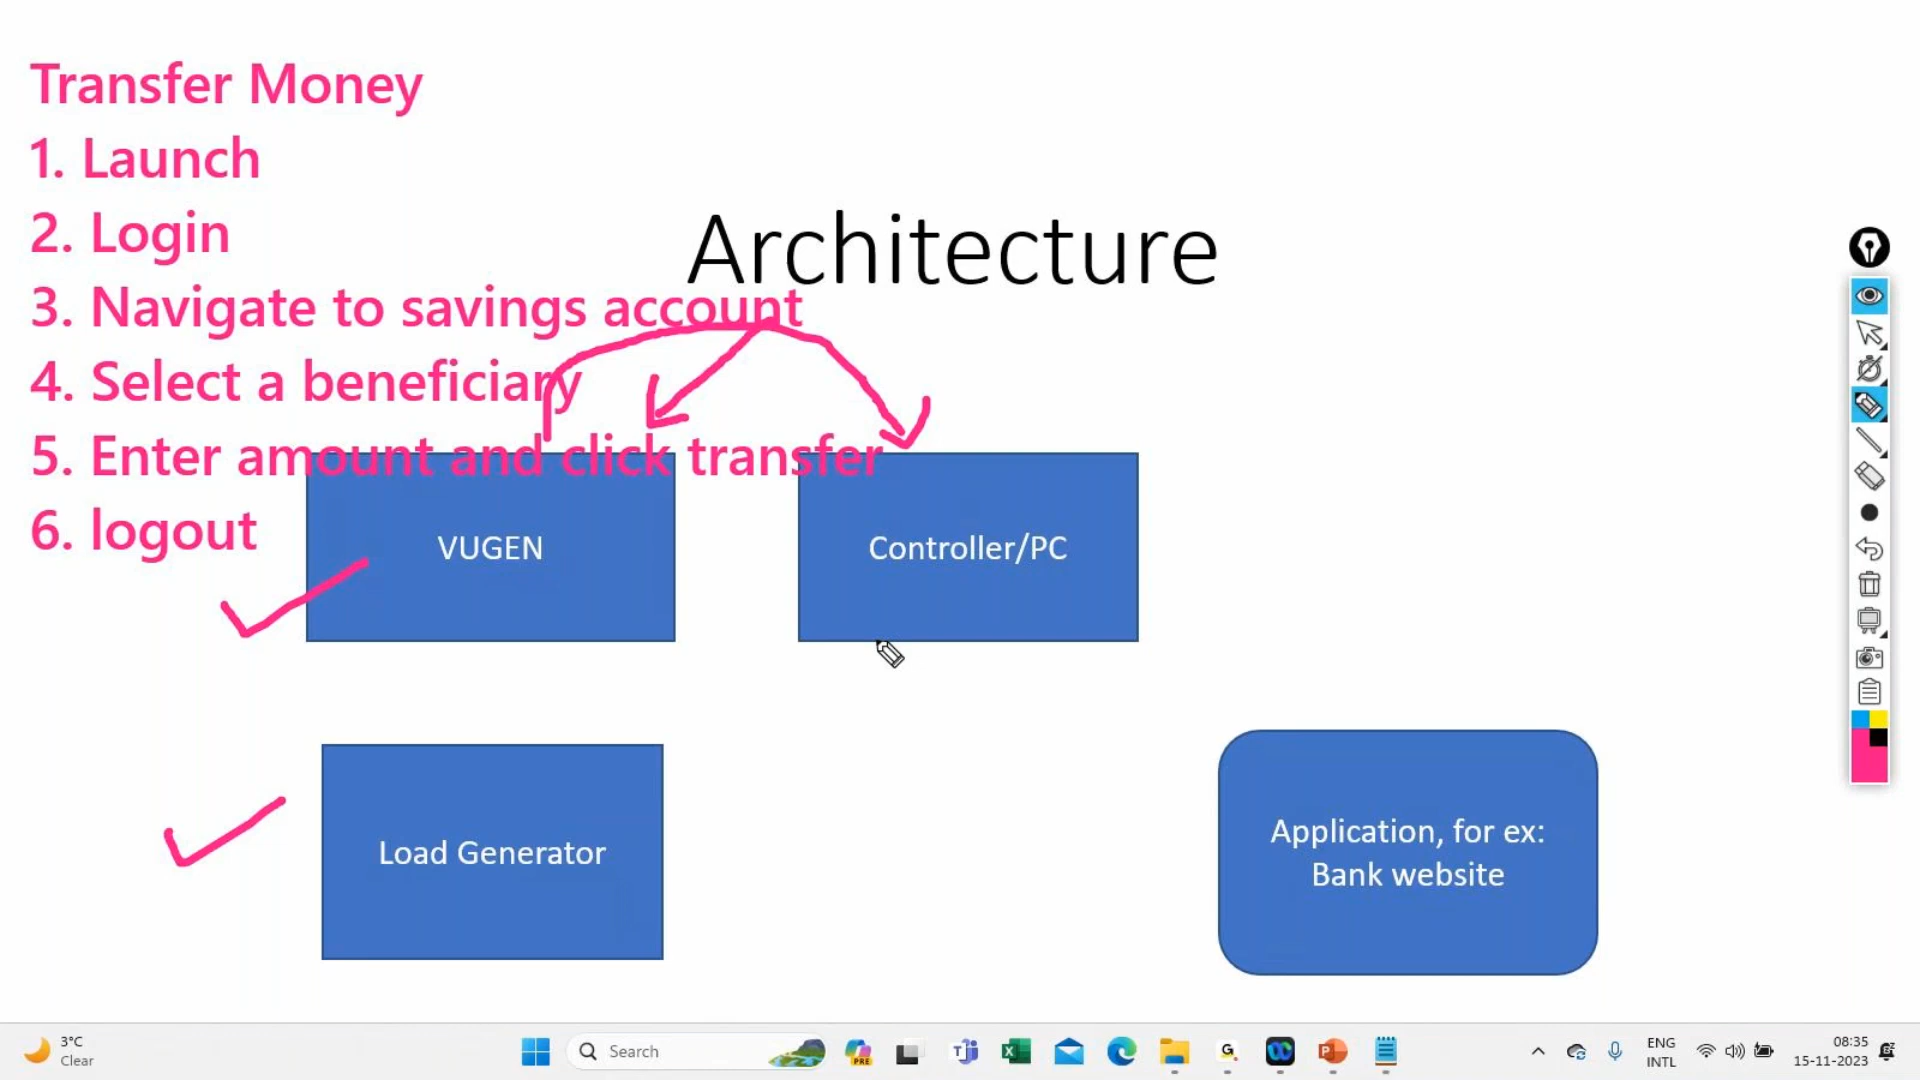 Transfer Money
1. Launch
2. Login
Architecture
3. Navigate to savings account
4. Select a beneficiary
5. Enter amount and click transfer
6. logout
VUGEN
Controller/PC
Load Generator
Application, for ex:
Bank website
3°C
Clear
Search
PRE
ENG
INTL
08:35
15-11-2023